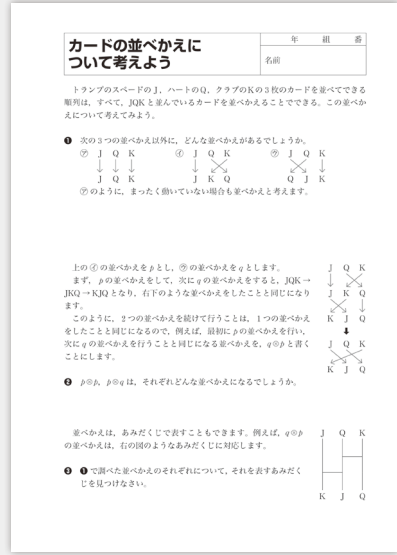 カードの並べかえに
ついて考えよう
年 組 番
名前
トランプのスペードのJ，ハートのQ，クラブのKの3枚のカードを並べてできる
順列は，すべて，JQKと並んでいるカードを並べかえることでできる。この並べか
えについて考えてみよう。
❶ 次の3つの並べかえ以外に，どんな並べかえがあるでしょうか。
㋐ J Q K ㋑ J Q K ㋒ J Q K
J Q K J K Q Q J K
㋐のように，まったく動いていない場合も並べかえと考えます。
上の㋑の並べかえをpとし，㋒の並べかえをqとします。
まず，pの並べかえをして，次にqの並べかえをすると，JQK→
JKQ→KJQとなり，右下のような並べかえをしたことと同じになり
ます。
このように，2つの並べかえを続けて行うことは，1つの並べかえ
をしたことと同じになるので，例えば，最初にpの並べかえを行い，
次にqの並べかえを行うことと同じになる並べかえを，q⊗pと書く
ことにします。
J Q K
J K Q
K J Q
J Q K
K J Q
❷ p⊗p，p⊗qは，それぞれどんな並べかえになるでしょうか。
並べかえは，あみだくじで表すこともできます。例えば，q⊗p
の並べかえは，右の図のようなあみだくじに対応します。
❸ ❶で調べた並べかえのそれぞれについて，それを表すあみだく
じを見つけなさい。
J Q K
K J Q